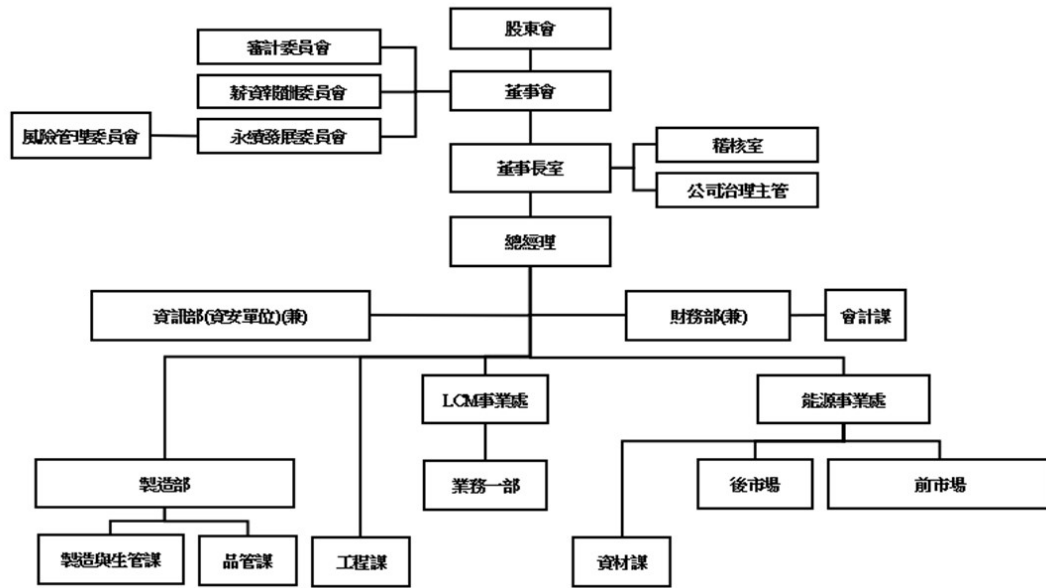 股東會
審計委員會
董事會
薪資報酬委員會
風險管理委員會
永續發展委員會
稽核室
董事長室
公司治理主管
總經理
資訊部(資安單位)(兼)
財務部(兼)
會計課
LCM事業處
能源事業處
製造部
業務一部
後市場
前市場
製造與生管課
品管課
工程課
資材課